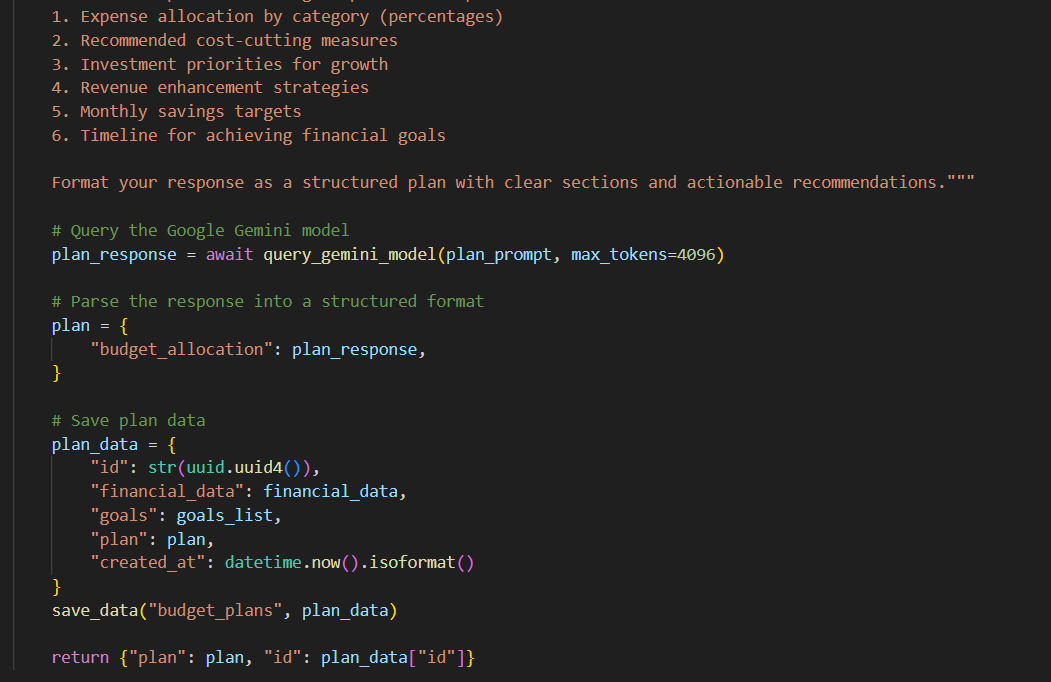 1. Expense allocation by category (percentages)
2. Recommended cost-cutting measures
3. Investment priorities for growth
4. Revenue enhancement strategies
5. Monthly savings targets
6. Timeline for achieving financial goals
Format your response as a structured plan with clear sections and actionable recommendations."""
# Query the Google Gemini model
plan_response = await query_gemini_model(plan_prompt, max_tokens=4096)
# Parse the response into a structured format
plan = {
    "budget_allocation": plan_response,
}
# Save plan data
plan_data = {
    "id": str(uuid.uuid4()),
    "financial_data": financial_data,
    "goals": goals_list,
    "plan": plan,
    "created_at": datetime.now().isoformat()
}
save_data("budget_plans", plan_data)
return {"plan": plan, "id": plan_data["id"]}